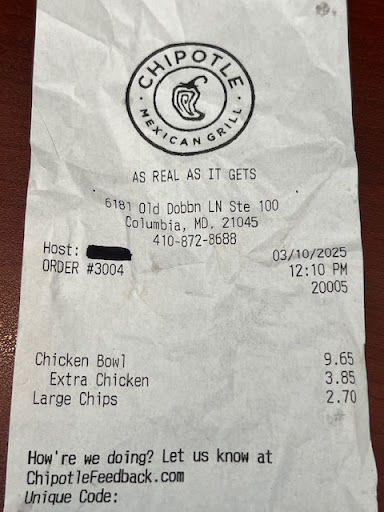 CHIPOTLE
MEXICAN GRILL
AS REAL AS IT GETS
6181 Old Dobbn LN Ste 100
Columbia, MD. 21045
410-872-8688
Host: 03/10/2025
ORDER #3004 12:10 PM
20005
Chicken Bowl 9.65
Extra Chicken 3.85
Large Chips 2.70
How're we doing? Let us know at
ChipotleFeedback.com
Unique Code: